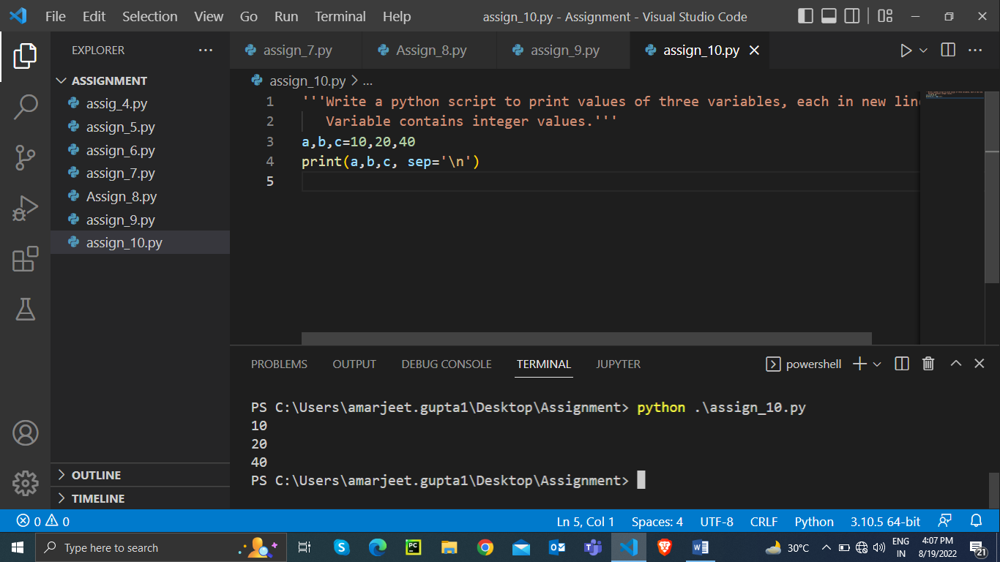 File Edit Selection View Go Run Terminal Help assign_10.py - Assignment - Visual Studio Code
EXPLORER
ASSIGNMENT
assig_4.py
assign_5.py
assign_6.py
assign_7.py
Assign_8.py
assign_9.py
assign_10.py
OUTLINE
TIMELINE
assign_7.py Assign_8.py assign_9.py assign_10.py
assign_10.py > ...
1 '''Write a python script to print values of three variables, each in new line
2 Variable contains integer values.'''
3 a,b,c=10,20,40
4 print(a,b,c, sep='\n')
5
PROBLEMS OUTPUT DEBUG CONSOLE TERMINAL JUPYTER powershell
PS C:\Users\amarjeet.gupta1\Desktop\Assignment> python .\assign_10.py
10
20
40
PS C:\Users\amarjeet.gupta1\Desktop\Assignment>
0 0 Ln 5, Col 1 Spaces: 4 UTF-8 CRLF Python 3.10.5 64-bit
Type here to search
PC
30°C
ENG
IN
4:07 PM
8/19/2022
21